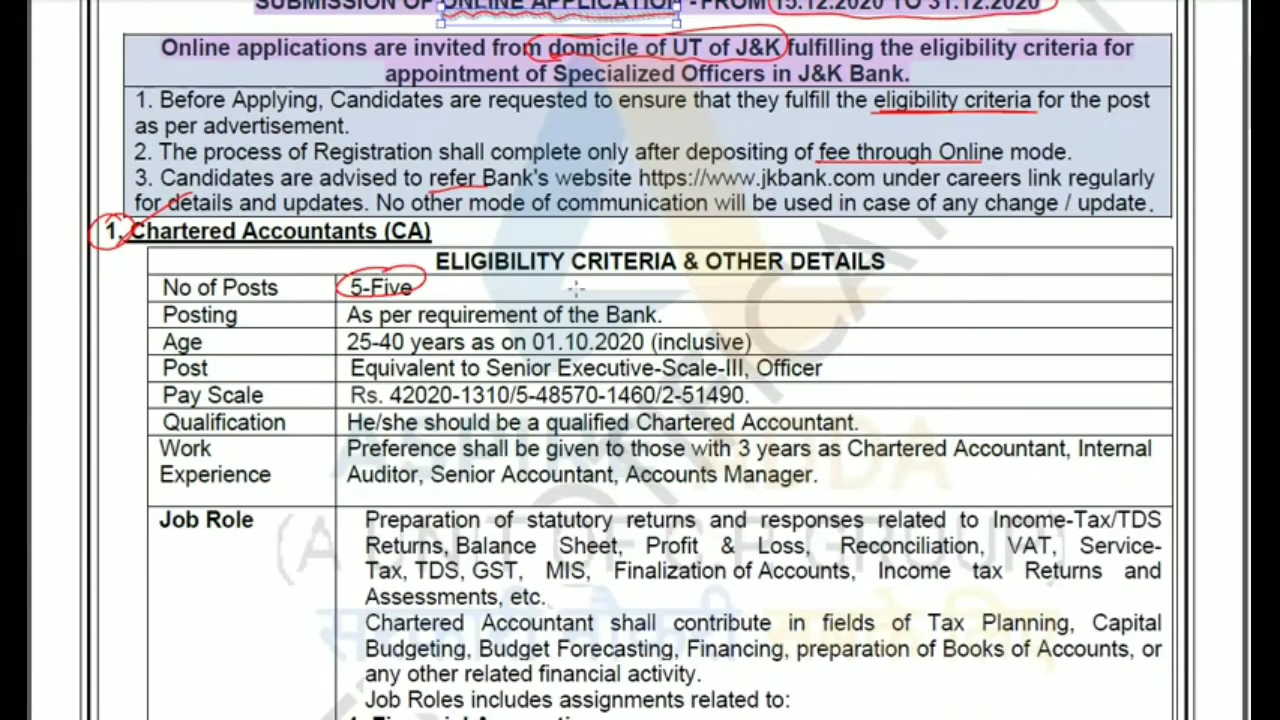 SUBMISSION OF ONLINE APPLICATION - FROM 15.12.2020 TO 31.12.2020
Online applications are invited from domicile of UT of J&K fulfilling the eligibility criteria for
appointment of Specialized Officers in J&K Bank.
1. Before Applying, Candidates are requested to ensure that they fulfill the eligibility criteria for the post
as per advertisement.
2. The process of Registration shall complete only after depositing of fee through Online mode.
3. Candidates are advised to refer Bank's website https://www.jkbank.com under careers link regularly
for details and updates. No other mode of communication will be used in case of any change / update.
1. Chartered Accountants (CA)
ELIGIBILITY CRITERIA & OTHER DETAILS
No of Posts 5-Five
Posting As per requirement of the Bank.
Age 25-40 years as on 01.10.2020 (inclusive)
Post Equivalent to Senior Executive-Scale-III, Officer
Pay Scale Rs. 42020-1310/5-48570-1460/2-51490.
Qualification He/she should be a qualified Chartered Accountant.
Work Preference shall be given to those with 3 years as Chartered Accountant, Internal
Experience Auditor, Senior Accountant, Accounts Manager.
Job Role Preparation of statutory returns and responses related to Income-Tax/TDS
Returns, Balance Sheet, Profit & Loss, Reconciliation, VAT, Service-
Tax, TDS, GST, MIS, Finalization of Accounts, Income tax Returns and
Assessments, etc.
Chartered Accountant shall contribute in fields of Tax Planning, Capital
Budgeting, Budget Forecasting, Financing, preparation of Books of Accounts, or
any other related financial activity.
Job Roles includes assignments related to: